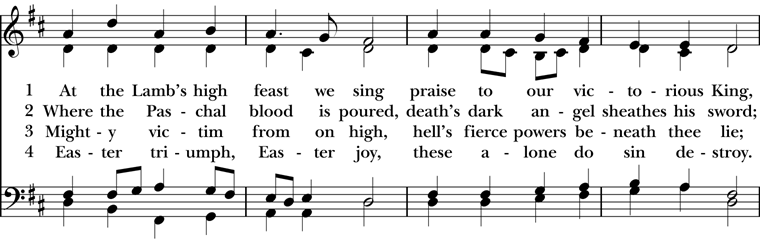 1 At the Lamb's high feast we sing praise to our vic - to - rious King,
2 Where the Pas - chal blood is poured, death's dark an - gel sheathes his sword;
3 Might - y vic - tim from on high, hell's fierce powers be - neath thee lie;
4 Eas - ter tri - umph, Eas - ter joy, these a - lone do sin de - stroy.